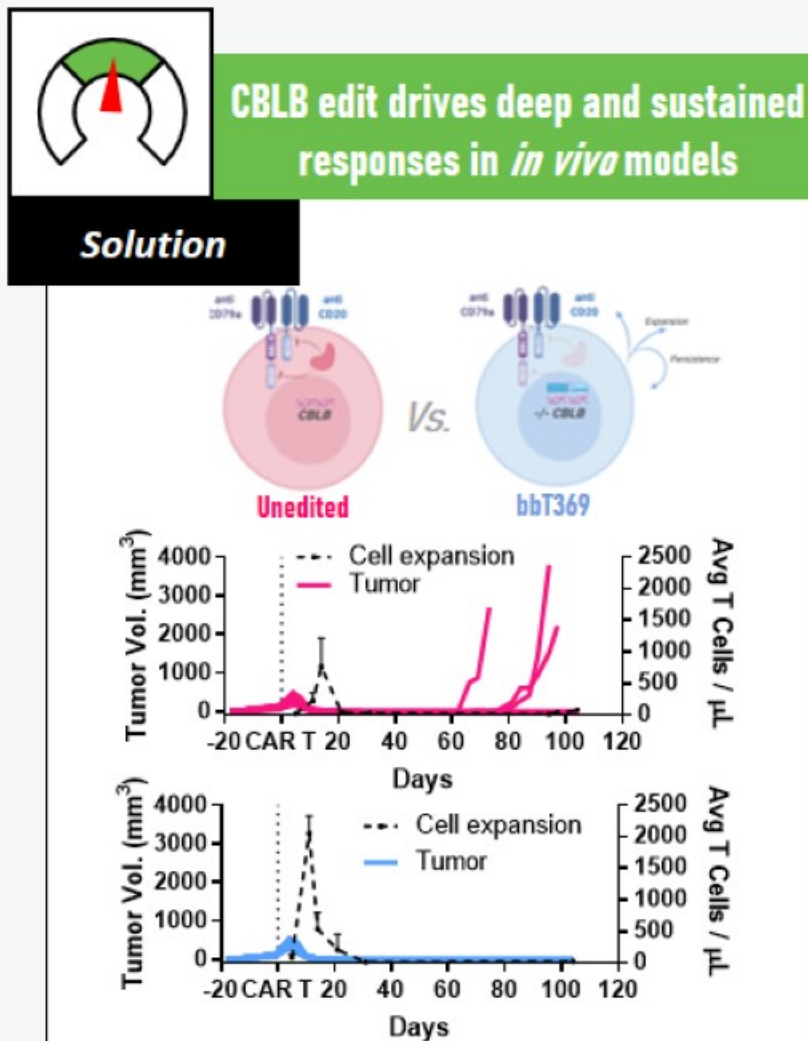 CBLB edit drives deep and sustained
responses in in vivo models
Solution
anti
CD79a
anti
CD20
CBLB
Unedited
Vs.
anti
CD79a
anti
CD20
-/- CBLB
Expansion
Persistence
bbT369
Tumor Vol. (mm³)
4000
3000
2000
1000
0
Cell expansion
Tumor
2500
2000
1500
1000
500
0
Avg T Cells / µL
-20 CAR T 20 40 60 80 100 120
Days
Tumor Vol. (mm³)
4000
3000
2000
1000
0
Cell expansion
Tumor
2500
2000
1500
1000
500
0
Avg T Cells / µL
-20 CAR T 20 40 60 80 100 120
Days